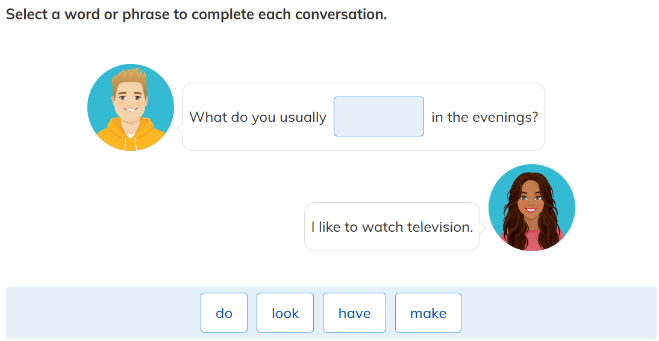 Select a word or phrase to complete each conversation.
What do you usually in the evenings?
I like to watch television.
do look have make